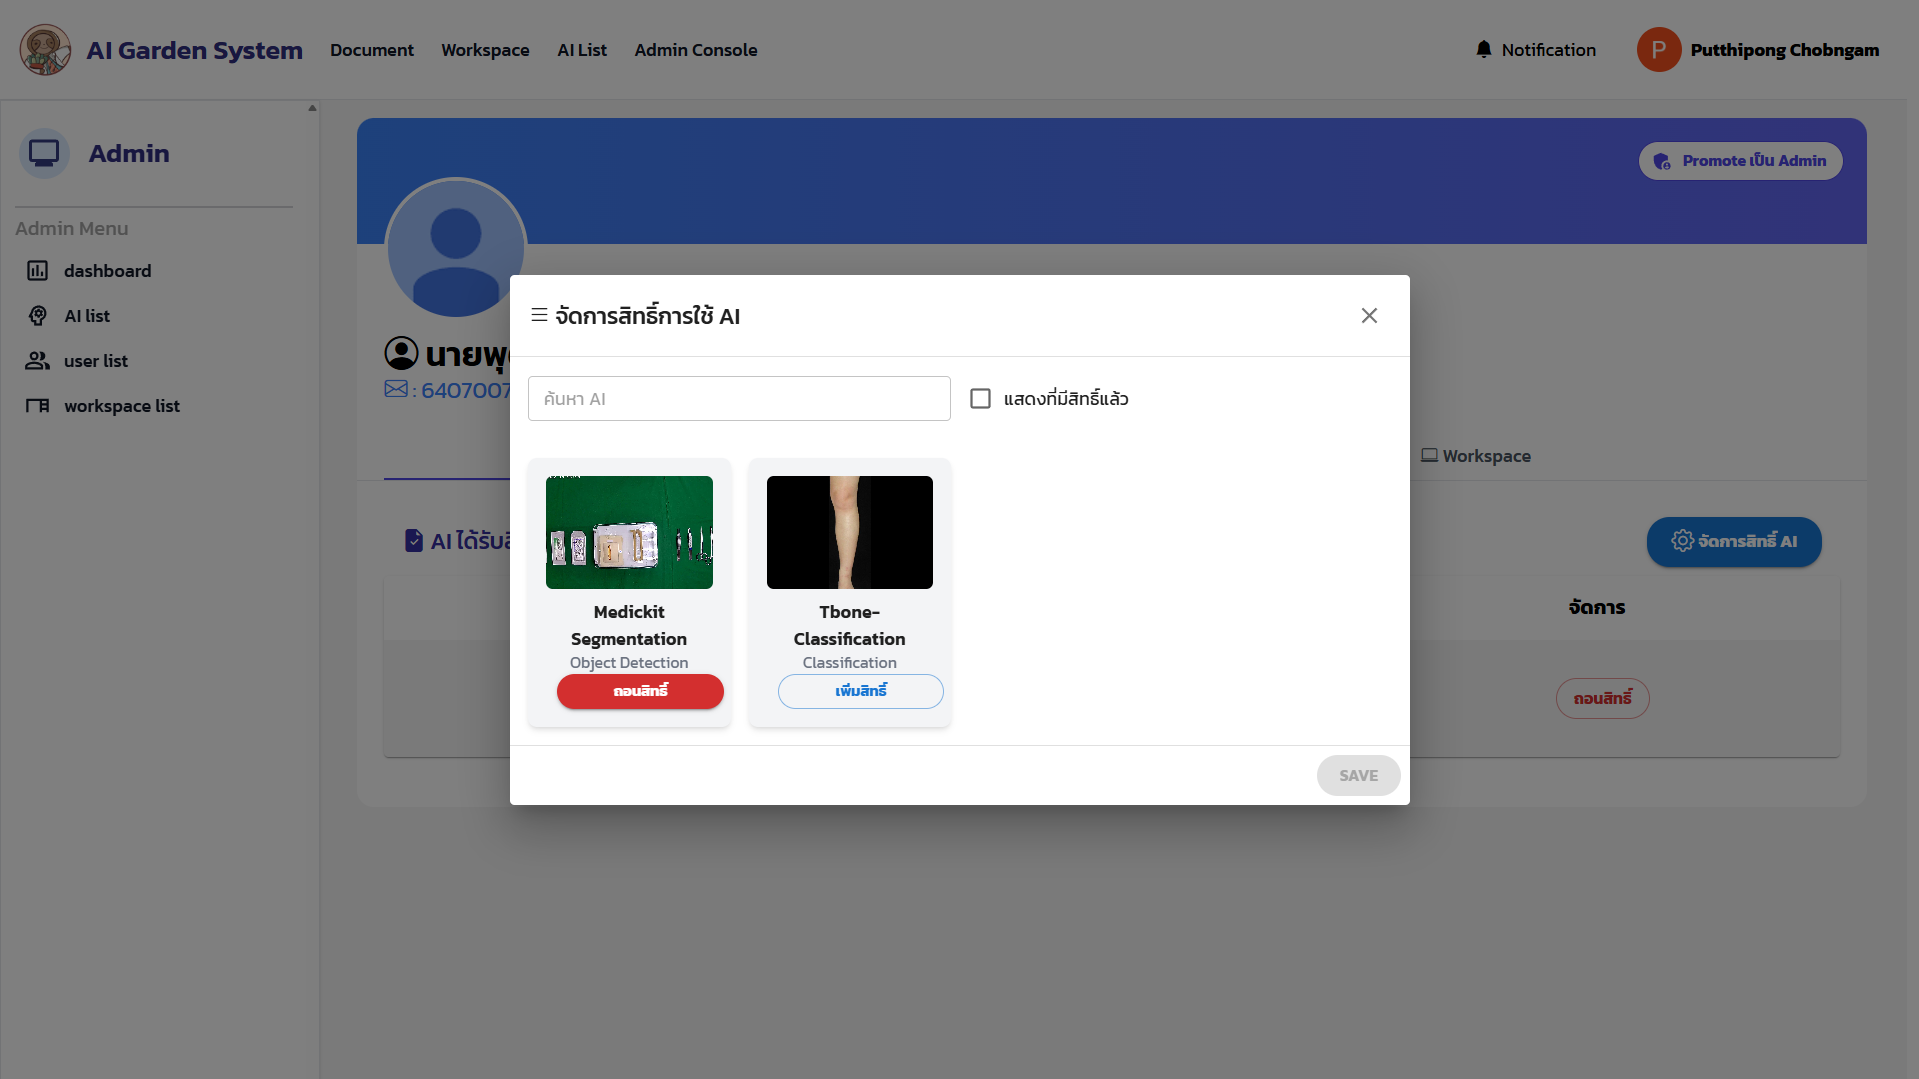 AI Garden System
Document
Workspace
AI List
Admin Console
Notification
P
Putthipong Chobngam
Admin
Admin Menu
dashboard
AI list
user list
workspace list
Promote เป็น Admin
: 6407007
Workspace
AI ได้รับ
จัดการสิทธิ์ AI
จัดการ
ถอนสิทธิ์
จัดการสิทธิ์การใช้ AI
ค้นหา AI
แสดงที่มีสิทธิ์แล้ว
Medickit
Segmentation
Object Detection
ถอนสิทธิ์
Tbone-
Classification
Classification
เพิ่มสิทธิ์
SAVE